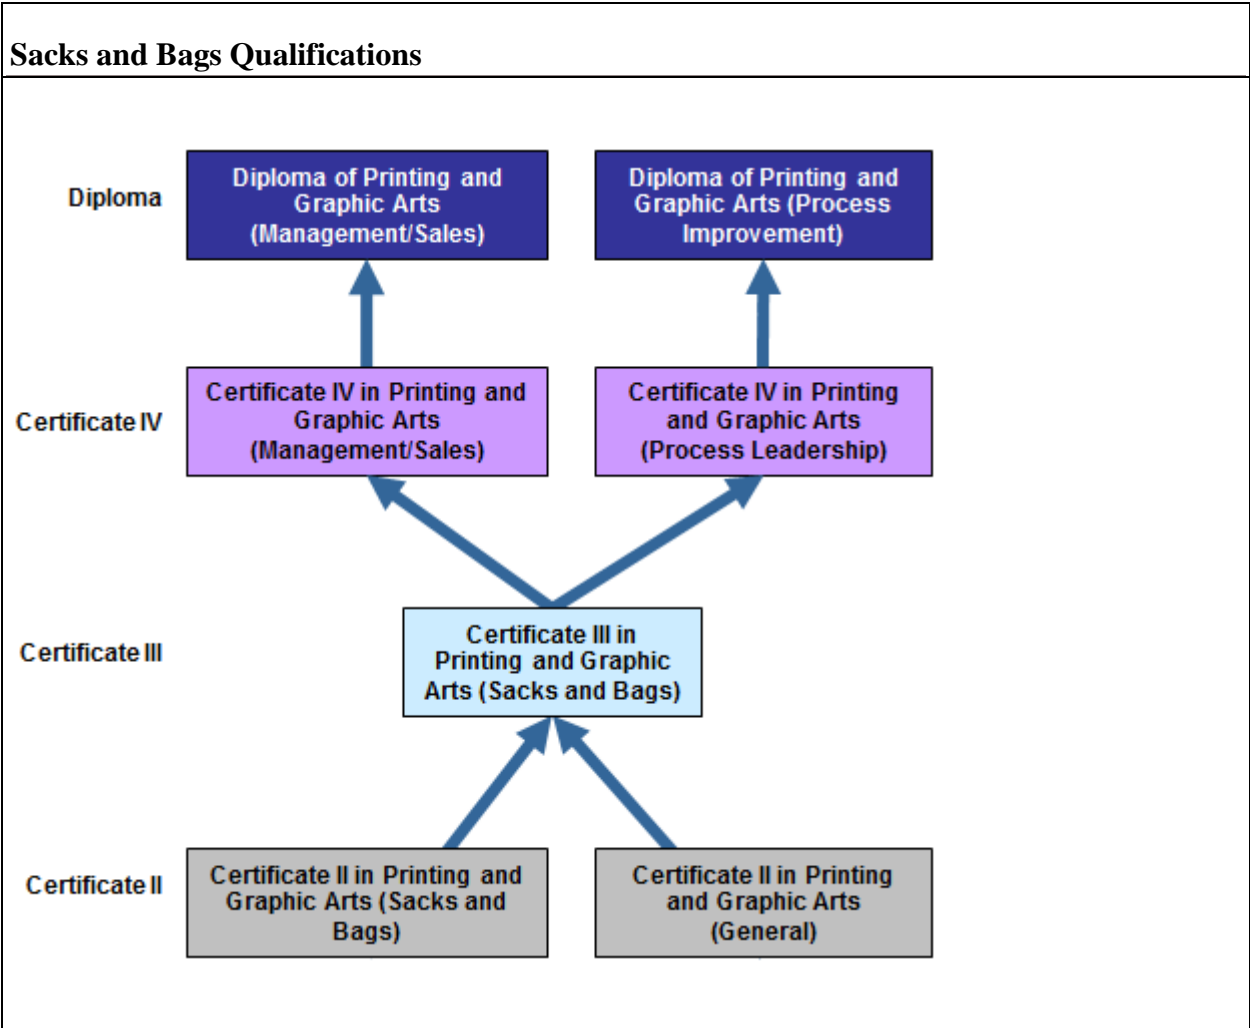 Sacks and Bags Qualifications
Diploma
Diploma of Printing and
Graphic Arts
(Management/Sales)
Diploma of Printing and
Graphic Arts (Process
Improvement)
Certificate IV
Certificate IV in Printing and
Graphic Arts
(Management/Sales)
Certificate IV in Printing
and Graphic Arts
(Process Leadership)
Certificate III
Certificate III in
Printing and Graphic
Arts (Sacks and Bags)
Certificate II
Certificate II in Printing and
Graphic Arts (Sacks and
Bags)
Certificate II in Printing
and Graphic Arts
(General)